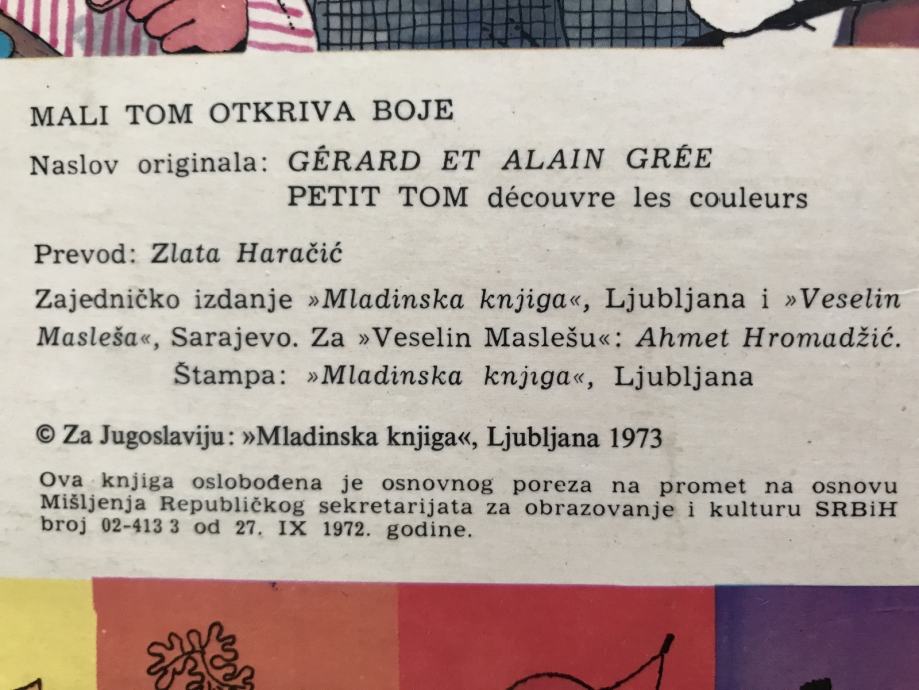 MALI TOM OTKRIVA BOJE
Naslov originala: GÉRARD ET ALAIN GRÉE
PETIT TOM découvre les couleurs
Prevod: Zlata Haračić
Zajedničko izdanje »Mladinska knjiga«, Ljubljana i »Veselin
Masleša«, Sarajevo. Za »Veselin Maslešu«: Ahmet Hromadžić.
Štampa: »Mladinska knjiga«, Ljubljana
© Za Jugoslaviju: »Mladinska knjiga«, Ljubljana 1973
Ova knjiga oslobođena je osnovnog poreza na promet na osnovu
Mišljenja Republičkog sekretarijata za obrazovanje i kulturu SRBiH
broj 02-413 3 od 27. IX 1972. godine.